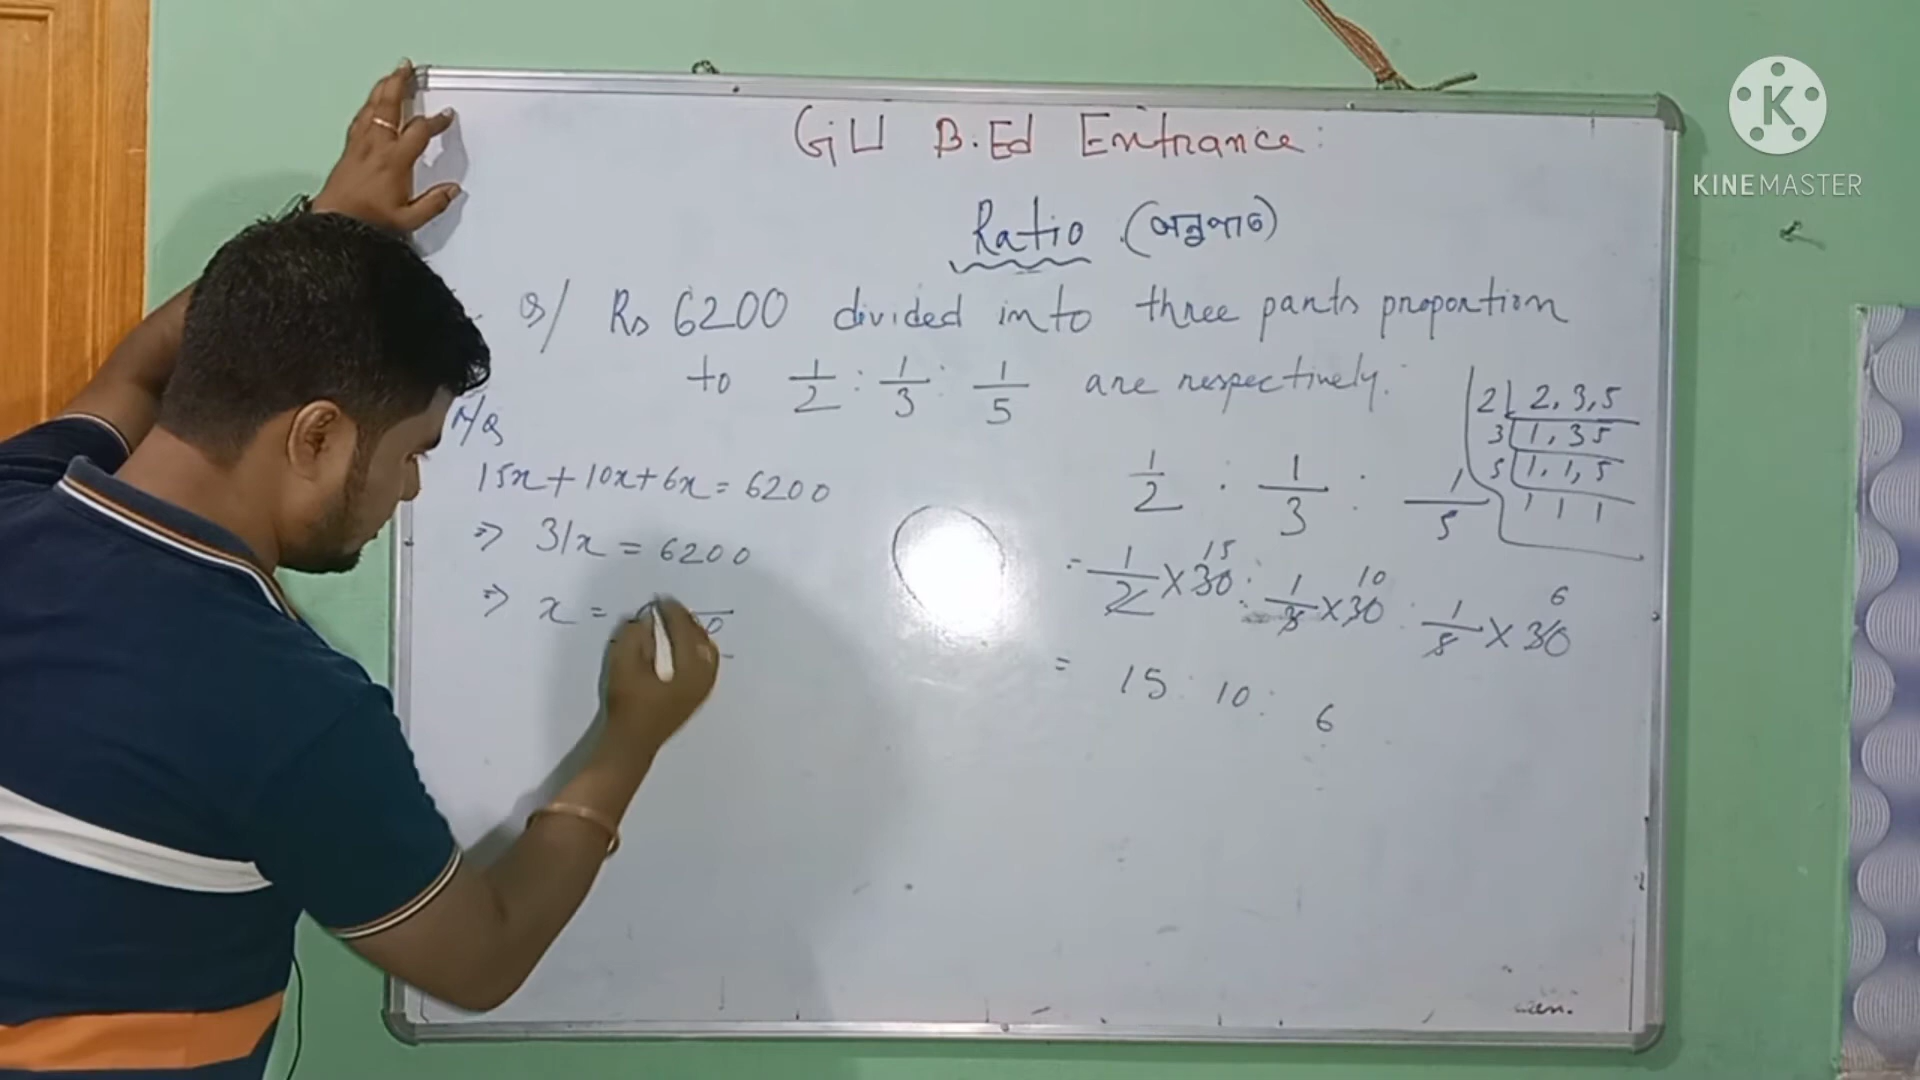 GU B.Ed Entrance:
Ratio (অনুপাত)
Q/ Rs 6200 divided into three parts proportion
to 1/2 : 1/3 : 1/5 are respectively.
A/Q
15x + 10x + 6x = 6200
⇒ 31x = 6200
⇒ x =
2 | 2, 3, 5
3 | 1, 3 5
5 | 1, 1, 5
1 1 1
1/2 : 1/3 : 1/5
= 1/2 × 30 15 : 1/3 × 30 10 : 1/5 × 30 6
= 15 : 10 : 6
K
KINEMASTER